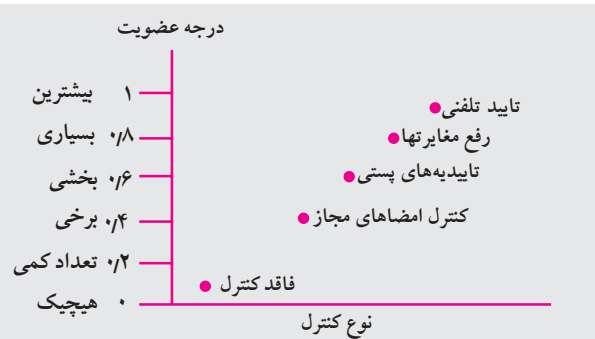 درجه عضویت
۱ بیشترین
۰/۸ بسیاری
۰/۶ بخشی
۰/۴ برخی
۰/۲ تعداد کمی
۰ هیچیک
تایید تلفنی
رفع مغایرتها
تاییدیه‌های پستی
کنترل امضاهای مجاز
فاقد کنترل
نوع کنترل